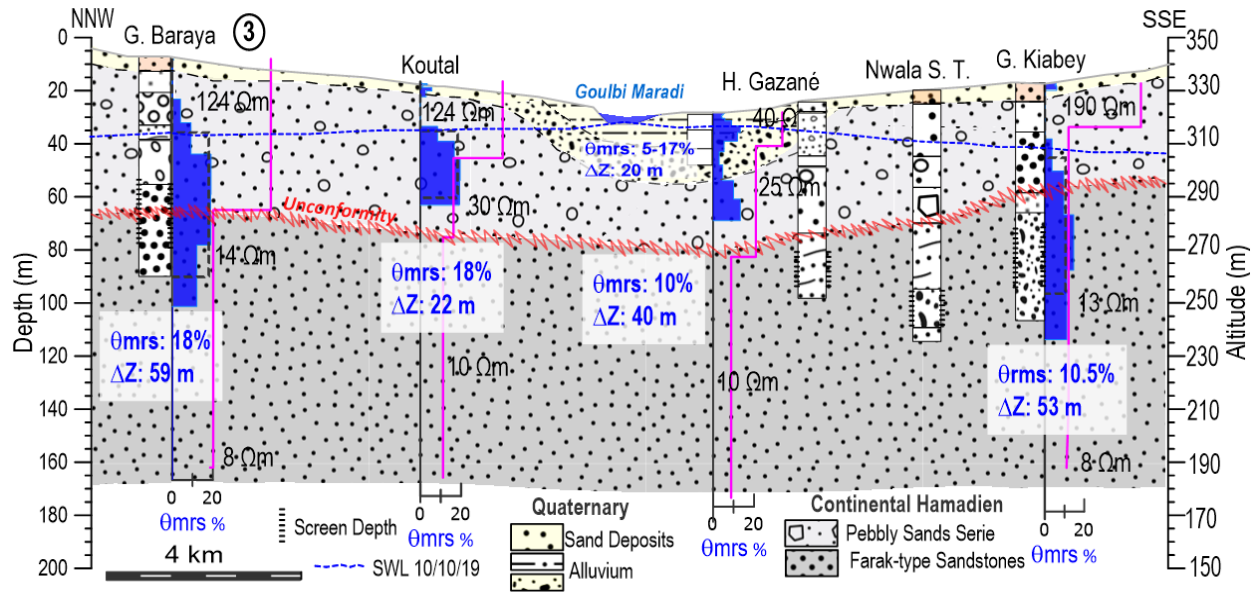 NNW
SSE
G. Baraya
3
Koutal
Goulbi Maradi
H. Gazané
Nwala S. T.
G. Kiabey
Depth (m)
0
20
40
60
80
100
120
140
160
180
200
Altitude (m)
350
330
310
290
270
250
230
210
190
170
150
124 Ωm
124 Ωm
40 Ω
190 Ωm
θmrs: 5-17%
ΔZ: 20 m
25 Ωm
30 Ωm
Unconformity
14 Ωm
θmrs: 18%
ΔZ: 59 m
θmrs: 18%
ΔZ: 22 m
θmrs: 10%
ΔZ: 40 m
13 Ωm
θrms: 10.5%
ΔZ: 53 m
10 Ωm
10 Ωm
8 Ωm
8 Ωm
0 20
θmrs %
0 20
θmrs %
0 20
θmrs %
0 20
θmrs %
Screen Depth
4 km
SWL 10/10/19
Quaternary
Sand Deposits
Alluvium
Continental Hamadien
Pebbly Sands Serie
Farak-type Sandstones